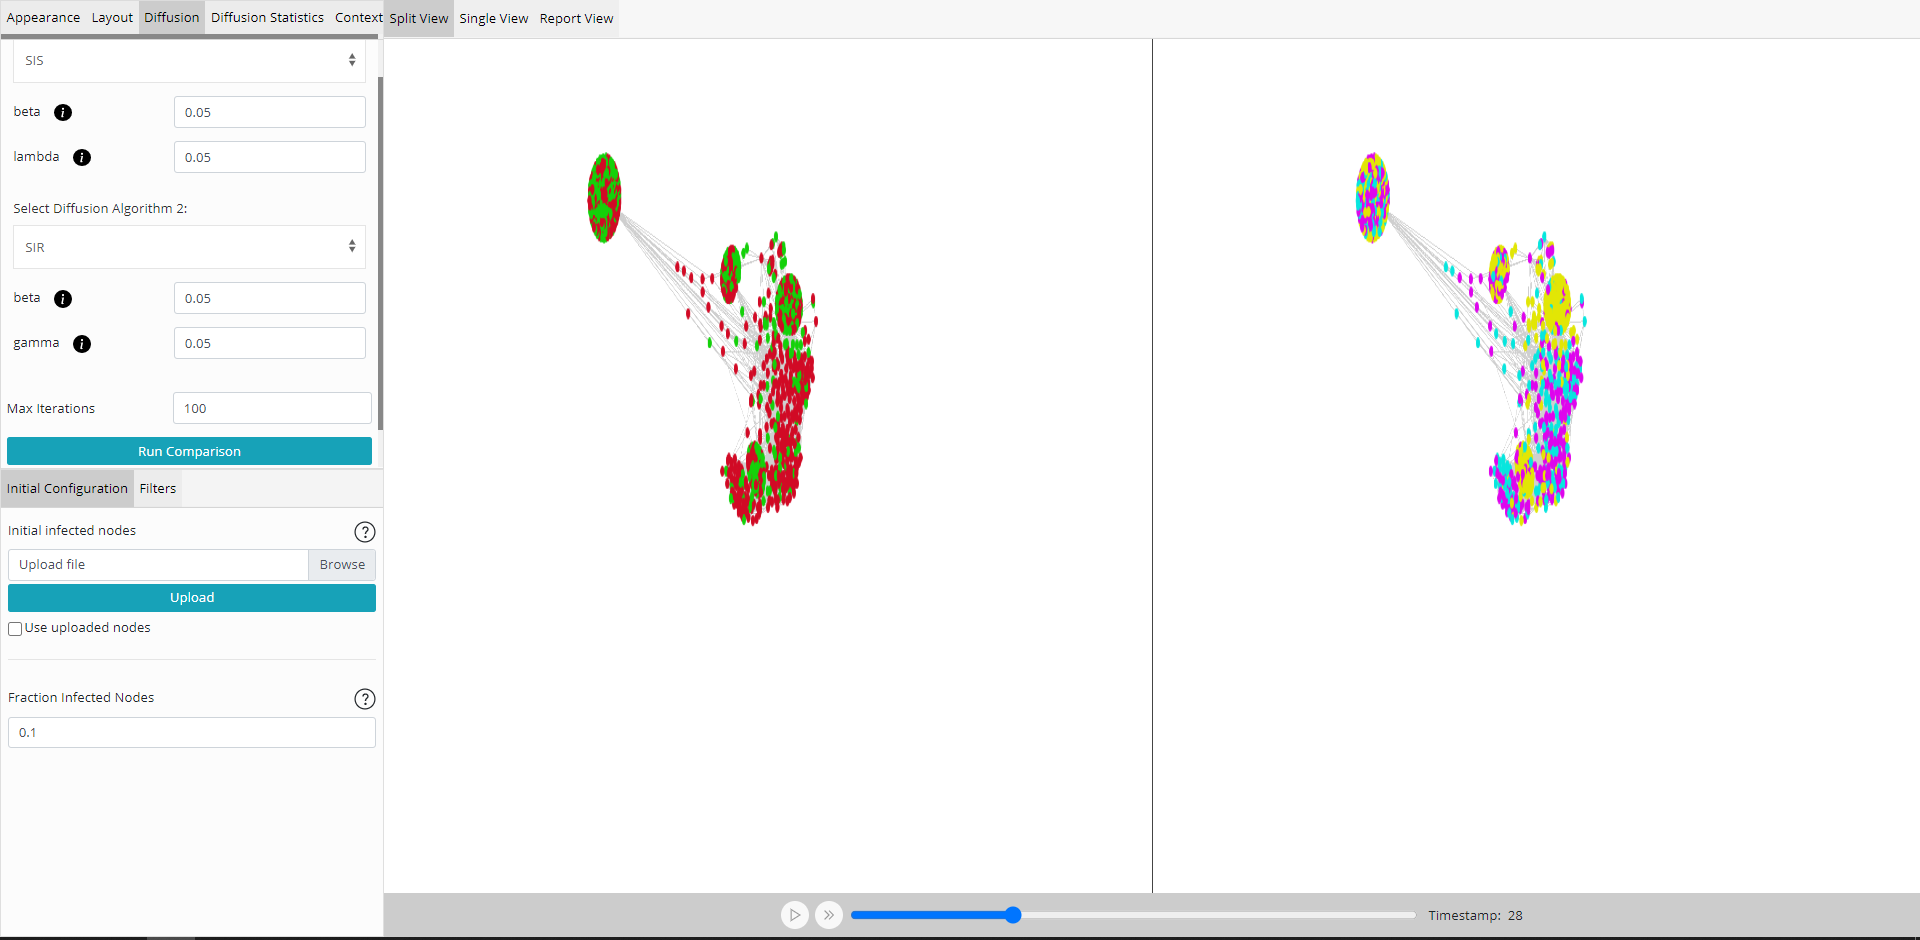 Appearance Layout Diffusion Diffusion Statistics Context Split View Single View Report View
SIS
beta i 0.05
lambda i 0.05
Select Diffusion Algorithm 2:
SIR
beta i 0.05
gamma i 0.05
Max Iterations 100
Run Comparison
Initial Configuration Filters
Initial infected nodes ?
Upload file Browse
Upload
Use uploaded nodes
Fraction Infected Nodes ?
0.1
Timestamp: 28